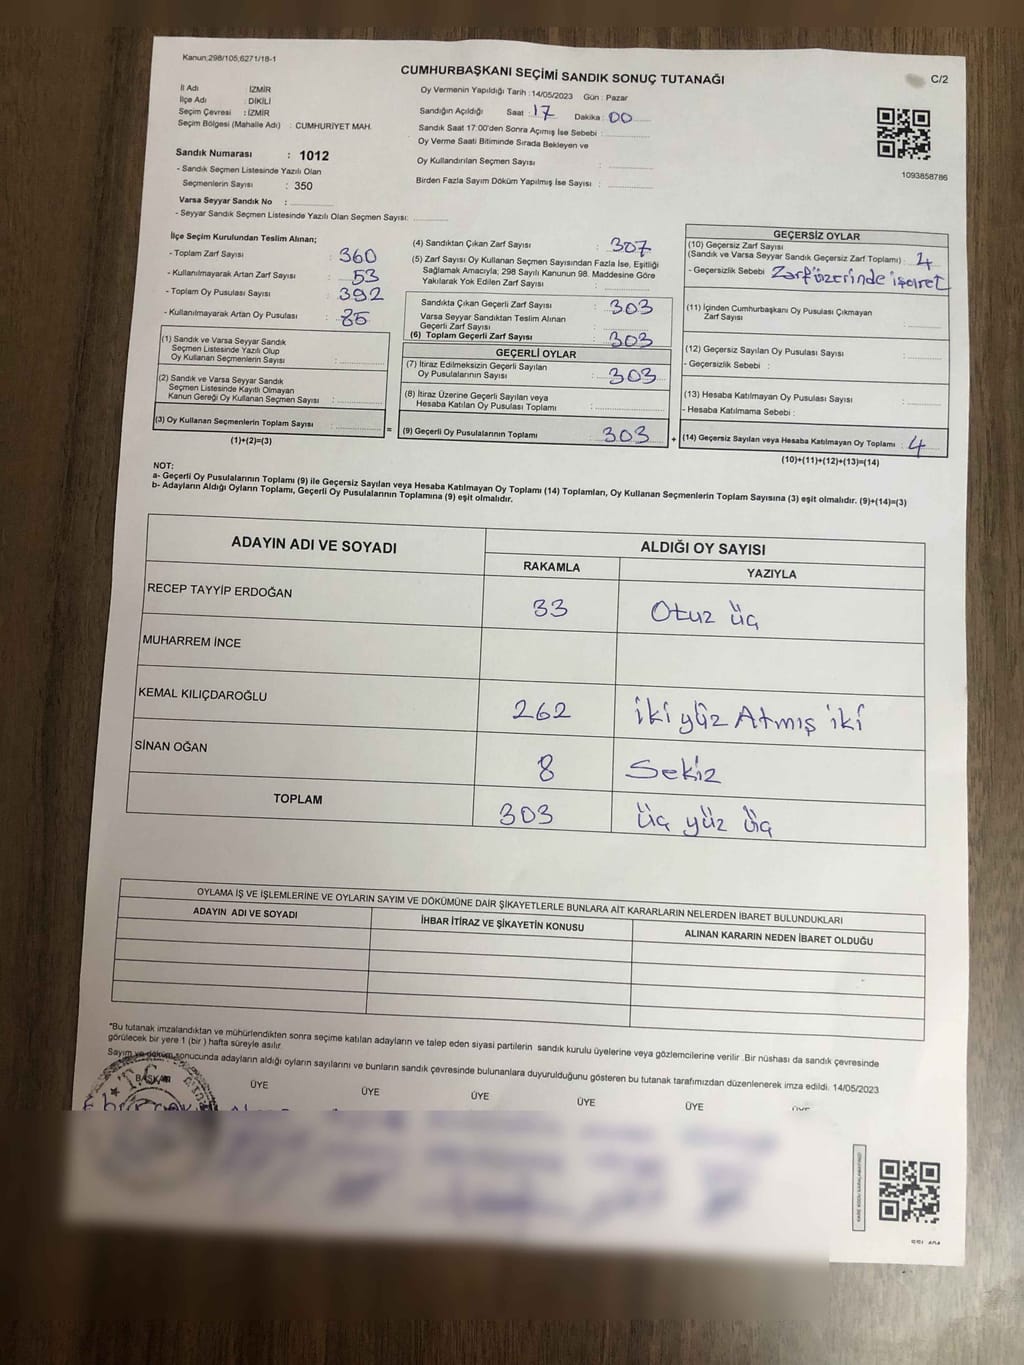 Kanun;298/105;6271/18-1
CUMHURBAŞKANI SEÇİMİ SANDIK SONUÇ TUTANAĞI
C/2
İl Adı : İZMİR
İlçe Adı : DİKİLİ
Seçim Çevresi : İZMİR
Seçim Bölgesi (Mahalle Adı) : CUMHURİYET MAH.
Sandık Numarası : 1012
- Sandık Seçmen Listesinde Yazılı Olan
Seçmenlerin Sayısı : 350
Varsa Seyyar Sandık No :
- Seyyar Sandık Seçmen Listesinde Yazılı Olan Seçmen Sayısı:
Oy Vermenin Yapıldığı Tarih : 14/05/2023 Gün : Pazar
Sandığın Açıldığı Saat : 17 Dakika : 00
Sandık Saat 17:00'den Sonra Açımış İse Sebebi :
Oy Verme Saati Bitiminde Sırada Bekleyen ve
Oy Kullandırılan Seçmen Sayısı :
Birden Fazla Sayım Döküm Yapılmış İse Sayısı :
1093858786
İlçe Seçim Kurulundan Teslim Alınan;
- Toplam Zarf Sayısı : 360
- Kullanılmayarak Artan Zarf Sayısı : 53
- Toplam Oy Pusulası Sayısı : 392
- Kullanılmayarak Artan Oy Pusulası : 85
(1) Sandık ve Varsa Seyyar Sandık
Seçmen Listesinde Yazılı Olup
Oy Kullanan Seçmenlerin Sayısı :
(2) Sandık ve Varsa Seyyar Sandık
Seçmen Listesinde Kayıtlı Olmayan
Kanun Gereği Oy Kullanan Seçmen Sayısı :
(3) Oy Kullanan Seçmenlerin Toplam Sayısı :
(1)+(2)=(3)
=
(4) Sandıktan Çıkan Zarf Sayısı : 307
(5) Zarf Sayısı Oy Kullanan Seçmen Sayısından Fazla İse, Eşitliği
Sağlamak Amacıyla; 298 Sayılı Kanunun 98. Maddesine Göre
Yakılarak Yok Edilen Zarf Sayısı :
Sandıkta Çıkan Geçerli Zarf Sayısı : 303
Varsa Seyyar Sandıktan Teslim Alınan
Geçerli Zarf Sayısı :
(6) Toplam Geçerli Zarf Sayısı : 303
GEÇERLİ OYLAR
(7) İtiraz Edilmeksizin Geçerli Sayılan
Oy Pusulalarının Sayısı : 303
(8) İtiraz Üzerine Geçerli Sayılan veya
Hesaba Katılan Oy Pusulası Toplamı :
(9) Geçerli Oy Pusulalarının Toplamı : 303
+
GEÇERSİZ OYLAR
(10) Geçersiz Zarf Sayısı
(Sandık ve Varsa Seyyar Sandık Geçersiz Zarf Toplamı) : 4
- Geçersizlik Sebebi : Zarf üzerinde işaret
(11) İçinden Cumhurbaşkanı Oy Pusulası Çıkmayan
Zarf Sayısı :
(12) Geçersiz Sayılan Oy Pusulası Sayısı :
- Geçersizlik Sebebi :
(13) Hesaba Katılmayan Oy Pusulası Sayısı :
- Hesaba Katılmama Sebebi :
(14) Geçersiz Sayılan veya Hesaba Katılmayan Oy Toplamı : 4
(10)+(11)+(12)+(13)=(14)
NOT:
a- Geçerli Oy Pusulalarının Toplamı (9) ile Geçersiz Sayılan veya Hesaba Katılmayan Oy Toplamı (14) Toplamları, Oy Kullanan Seçmenlerin Toplam Sayısına (3) eşit olmalıdır. (9)+(14)=(3)
b- Adayların Aldığı Oyların Toplamı, Geçerli Oy Pusulalarının Toplamına (9) eşit olmalıdır.
ADAYIN ADI VE SOYADI
ALDIĞI OY SAYISI
RAKAMLA YAZIYLA
RECEP TAYYİP ERDOĞAN 33 Otuz üç
MUHARREM İNCE
KEMAL KILIÇDAROĞLU 262 iki yüz Atmış iki
SİNAN OĞAN 8 Sekiz
TOPLAM 303 üç yüz üç
OYLAMA İŞ VE İŞLEMLERİNE VE OYLARIN SAYIM VE DÖKÜMÜNE DAİR ŞİKAYETLERLE BUNLARA AİT KARARLARIN NELERDEN İBARET BULUNDUKLARI
ADAYIN ADI VE SOYADI İHBAR İTİRAZ VE ŞİKAYETİN KONUSU ALINAN KARARIN NEDEN İBARET OLDUĞU
*Bu tutanak imzalandıktan ve mühürlendikten sonra seçime katılan adayların ve talep eden siyasi partilerin sandık kurulu üyelerine veya gözlemcilerine verilir .Bir nüshası da sandık çevresinde
görülecek bir yere 1 (bir ) hafta süreyle asılır.
Sayım ve döküm sonucunda adayların aldığı oyların sayılarını ve bunların sandık çevresinde bulunanlara duyurulduğunu gösteren bu tutanak tarafımızdan düzenlenerek imza edildi. 14/05/2023
BAŞKAN ÜYE ÜYE ÜYE ÜYE ÜYE